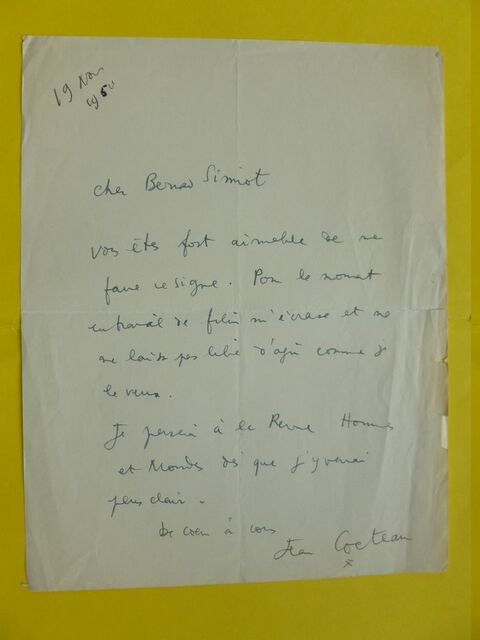 19 Nov
1950
cher Bernard Simiot
vous êtes fort aimable de me
faire ce signe. Pour le moment
un travail de film m'écrase et ne
me laisse pas libre d'agir comme je
le veux.
Je penserai à la Revue Hommes
et Mondes dès que j'y verrai
plus clair.
De coeur à vous
Jean Cocteau